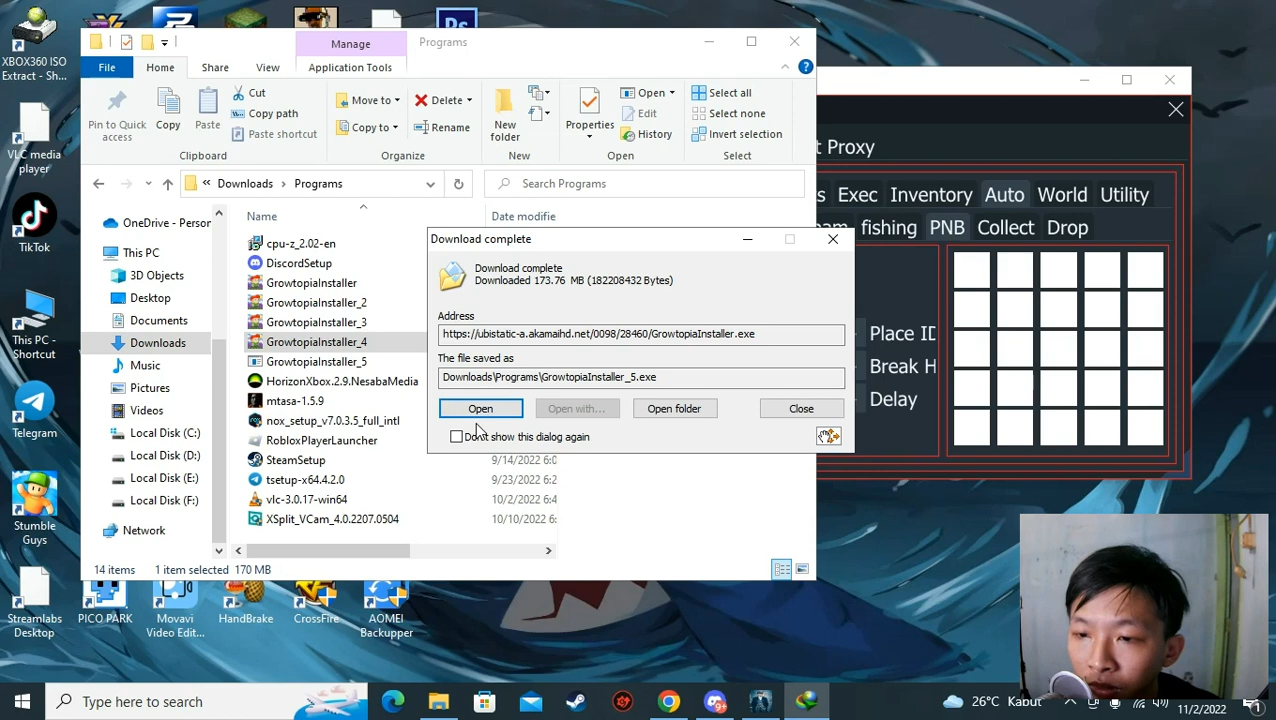 XBOX360 ISO
Extract - Sh...
VLC media
player
TikTok
This PC -
Shortcut
Telegram
Stumble
Guys
Streamlabs
Desktop
Ps
Manage
Programs
File
Home
Share
View
Application Tools
Pin to Quick
access
Copy
Paste
Cut
Copy path
Paste shortcut
Clipboard
Move to
Copy to
Delete
Rename
Organize
New
folder
New
Properties
Open
Edit
History
Open
Select all
Select none
Invert selection
Select
« Downloads > Programs
Search Programs
OneDrive - Person
This PC
3D Objects
Desktop
Documents
Downloads
Music
Pictures
Videos
Local Disk (C:)
Local Disk (D:)
Local Disk (E:)
Local Disk (F:)
Network
Name
Date modifie
cpu-z_2.02-en
DiscordSetup
GrowtopiaInstaller
GrowtopiaInstaller_2
GrowtopiaInstaller_3
GrowtopiaInstaller_4
GrowtopiaInstaller_5
HorizonXbox.2.9.NesabaMedia
mtasa-1.5.9
nox_setup_v7.0.3.5_full_intl
RobloxPlayerLauncher
SteamSetup
9/14/2022 6:0
tsetup-x64.4.2.0
9/23/2022 6:2
vlc-3.0.17-win64
10/2/2022 6:4
XSplit_VCam_4.0.2207.0504
10/10/2022 6:
14 items
1 item selected 170 MB
Download complete
Download complete
Downloaded 173.76 MB (182208432 Bytes)
Address
https://ubistatic-a.akamaihd.net/0098/28460/GrowtopiaInstaller.exe
The file saved as
Downloads\Programs\GrowtopiaInstaller_5.exe
Open
Open with...
Open folder
Close
Don't show this dialog again
t Proxy
s
Exec
Inventory
Auto
World
Utility
am
fishing
PNB
Collect
Drop
Place ID
Break H
Delay
PICO PARK
Movavi
Video Edit...
HandBrake
CrossFire
AOMEI
Backupper
Type here to search
9+
26°C Kabut
11/2/2022
1